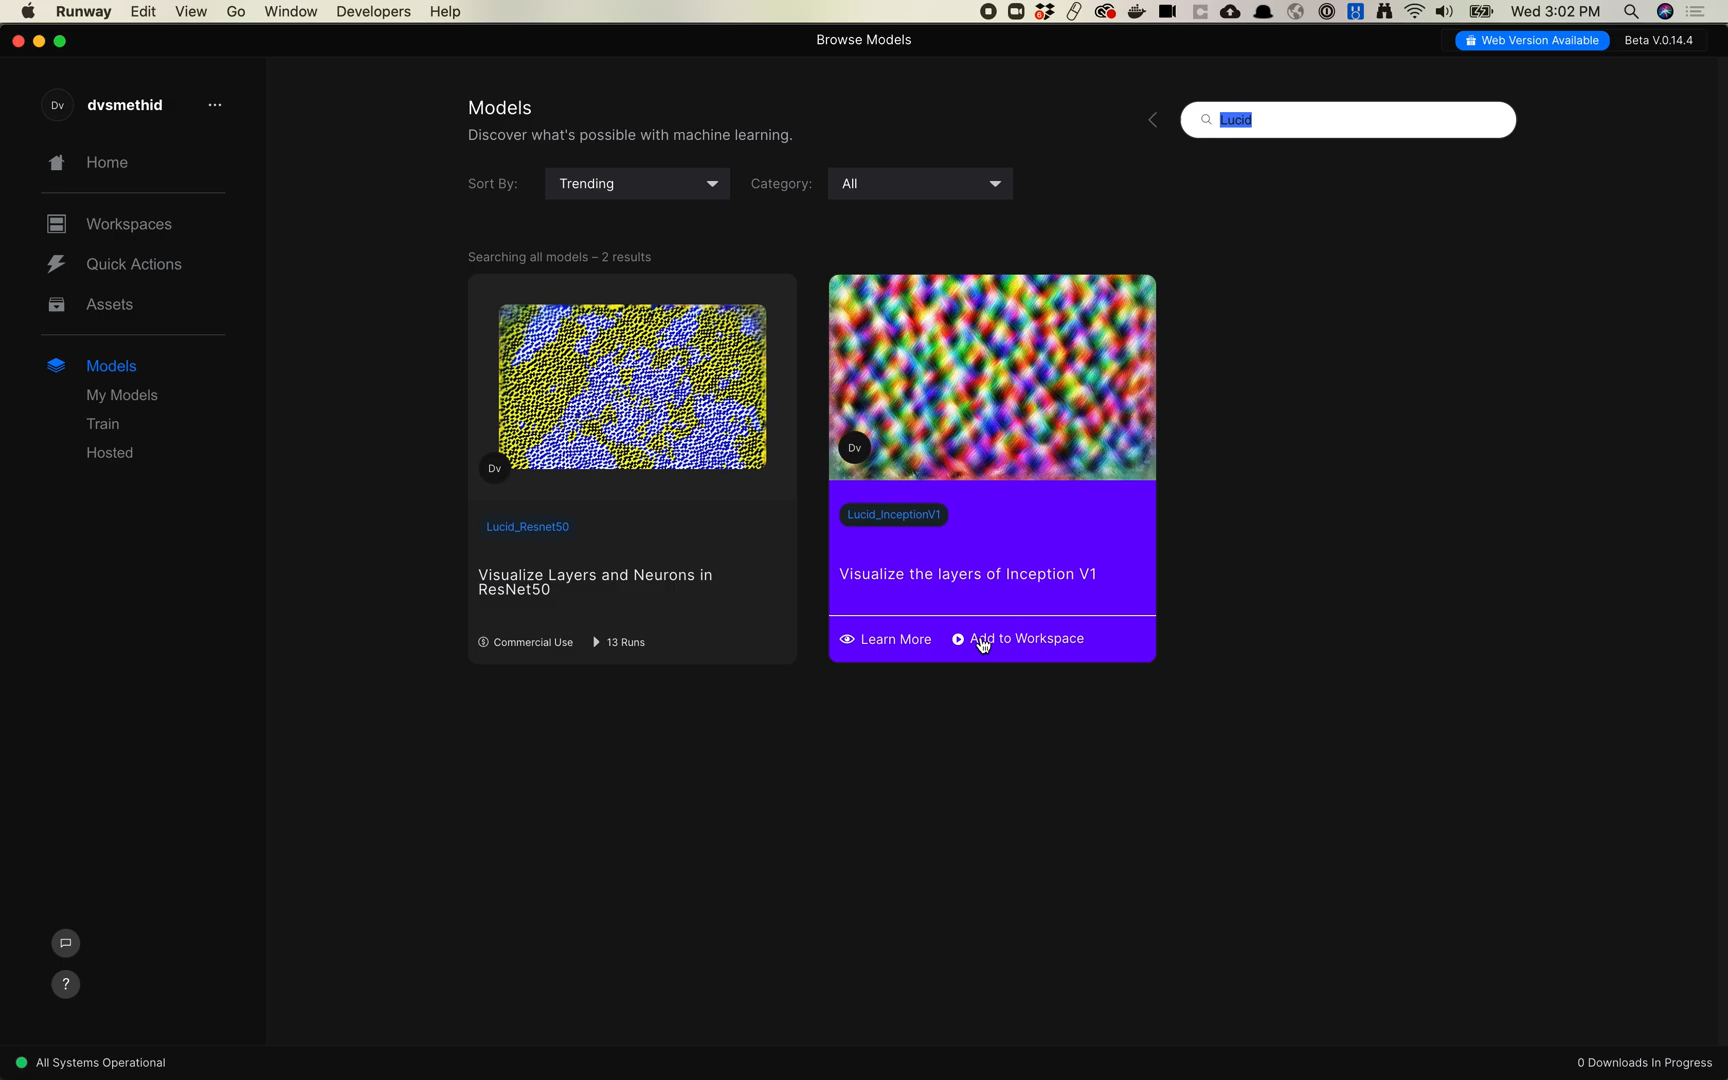 Runway Edit View Go Window Developers Help Wed 3:02 PM
Browse Models
Web Version Available Beta V.0.14.4
Dv dvsmethid ...
Home
Workspaces
Quick Actions
Assets
Models
My Models
Train
Hosted
Models
Discover what's possible with machine learning.
Lucid
Sort By: Trending Category: All
Searching all models – 2 results
Dv
Lucid_Resnet50
Visualize Layers and Neurons in
ResNet50
Commercial Use 13 Runs
Dv
Lucid_InceptionV1
Visualize the layers of Inception V1
Learn More Add to Workspace
?
All Systems Operational
0 Downloads In Progress